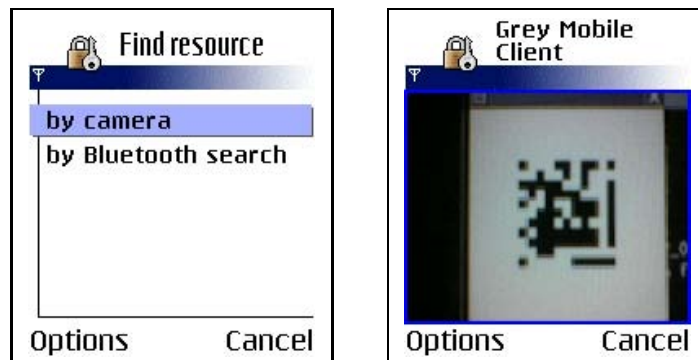 Find resource
by camera
by Bluetooth search
Options Cancel
Grey Mobile
Client
Options Cancel